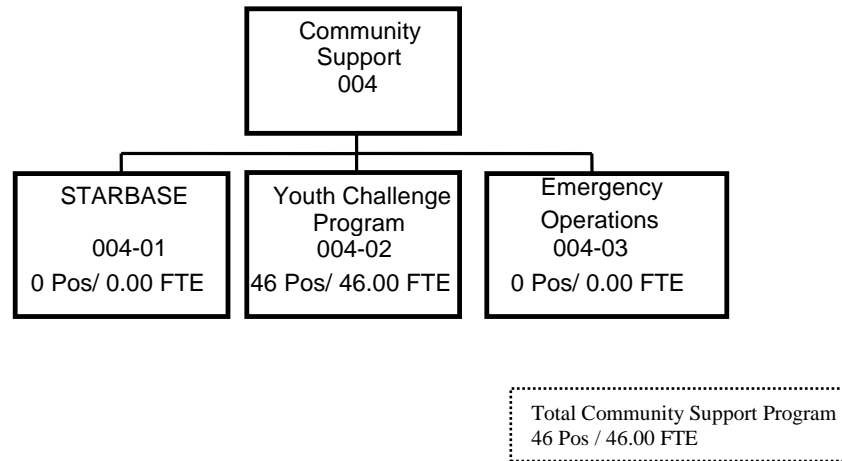 Community
Support
004
STARBASE
004-01
0 Pos/ 0.00 FTE
Youth Challenge
Program
004-02
46 Pos/ 46.00 FTE
Emergency
Operations
004-03
0 Pos/ 0.00 FTE
Total Community Support Program
46 Pos / 46.00 FTE